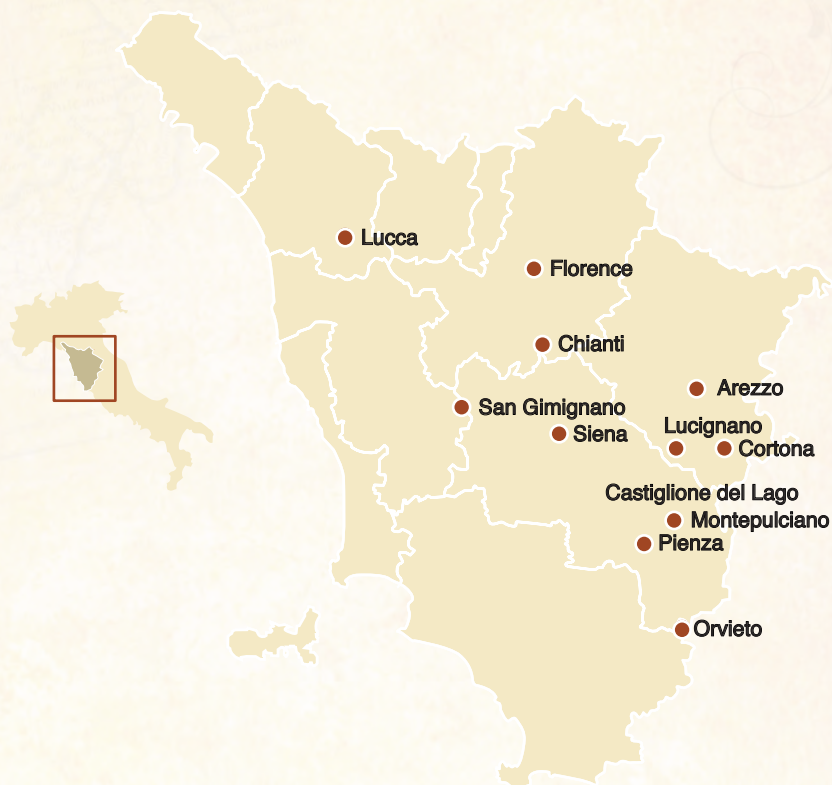 Lucca
Florence
Chianti
Arezzo
San Gimignano
Lucignano
Siena
Cortona
Castiglione del Lago
Montepulciano
Pienza
Orvieto